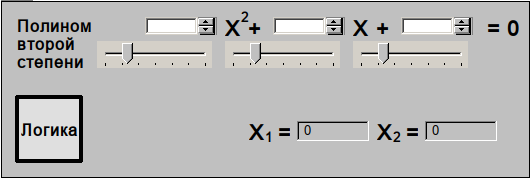 Полином второй степени
X²+ X + = 0
Логика
X₁ = 0 X₂ = 0